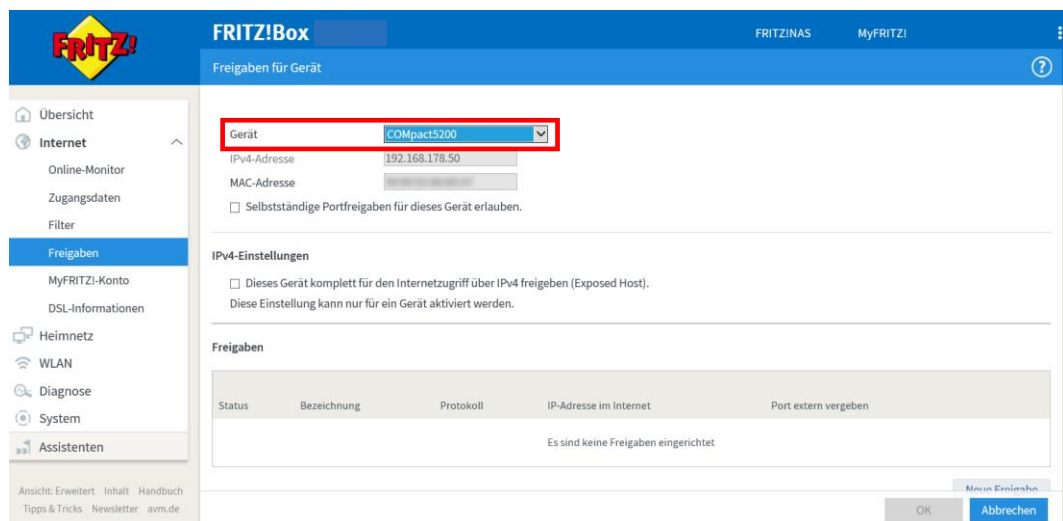 FRITZ!
FRITZ!Box
FRITZ!NAS MyFRITZ!
Freigaben für Gerät
Übersicht
Internet
Online-Monitor
Zugangsdaten
Filter
Freigaben
MyFRITZ!-Konto
DSL-Informationen
Heimnetz
WLAN
Diagnose
System
Assistenten
Ansicht: Erweitert Inhalt Handbuch
Tipps & Tricks Newsletter avm.de
Gerät COMpact5200
IPv4-Adresse 192.168.178.50
MAC-Adresse
Selbstständige Portfreigaben für dieses Gerät erlauben.
IPv4-Einstellungen
Dieses Gerät komplett für den Internetzugriff über IPv4 freigeben (Exposed Host).
Diese Einstellung kann nur für ein Gerät aktiviert werden.
Freigaben
Status Bezeichnung Protokoll IP-Adresse im Internet Port extern vergeben
Es sind keine Freigaben eingerichtet
Neue Freigabe
OK Abbrechen